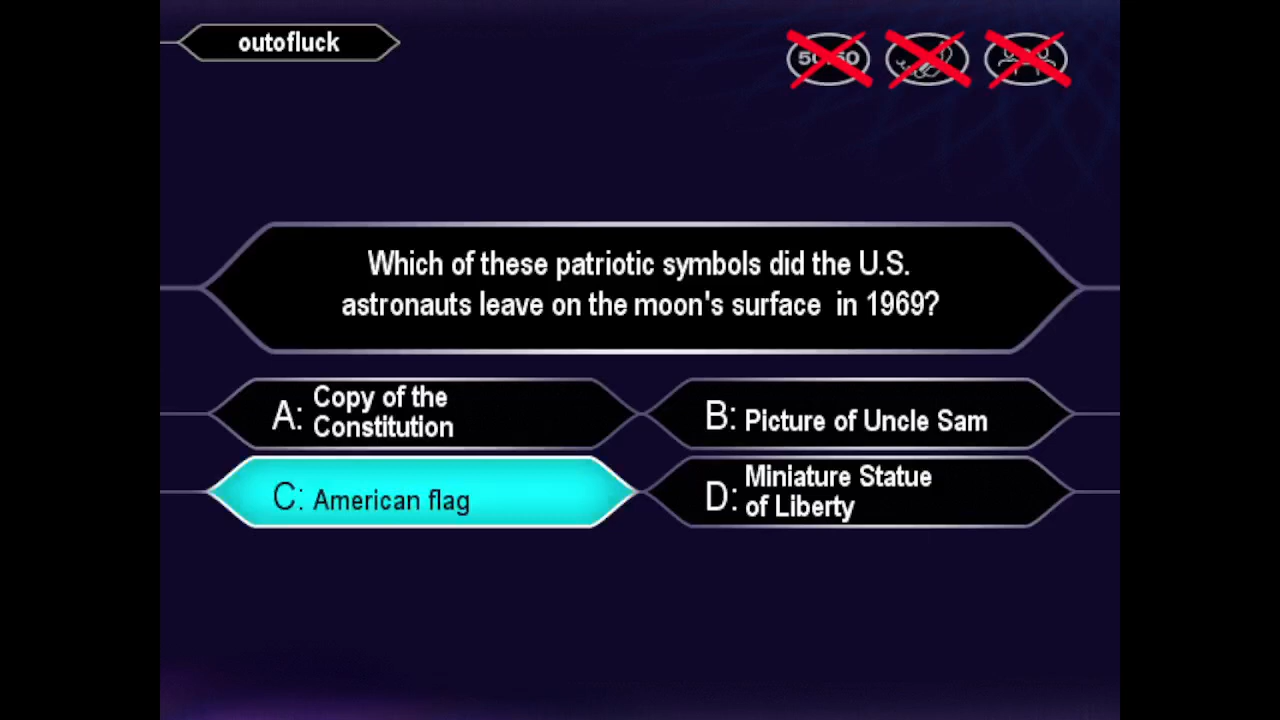 outofluck
50:50
Which of these patriotic symbols did the U.S.
astronauts leave on the moon's surface in 1969?
A: Copy of the
Constitution
B: Picture of Uncle Sam
C: American flag
D: Miniature Statue
of Liberty